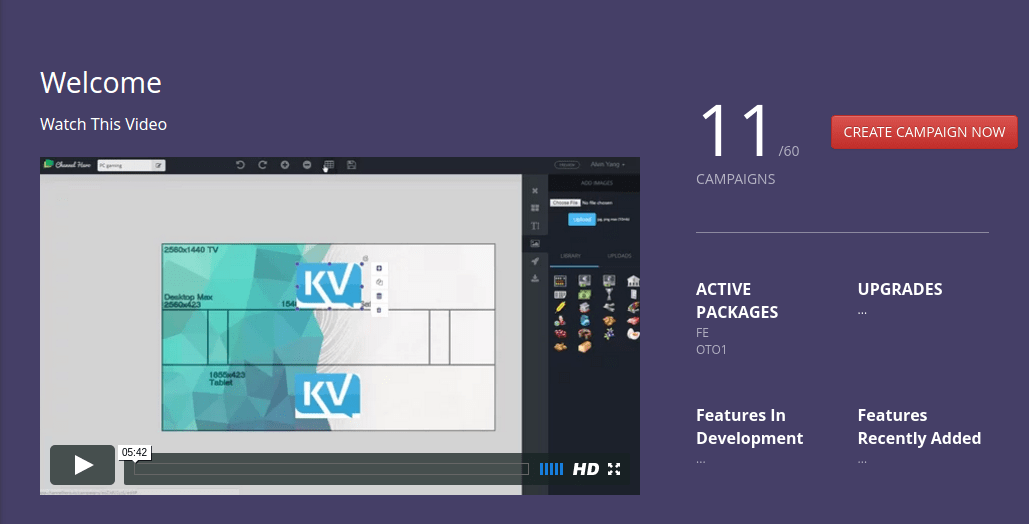 Welcome
Watch This Video
Channel Hero
PC gaming
Alvin Yang
ADD IMAGES
Choose File No file chosen
Upload
LIBRARY UPLOADS
2560x1440 TV
KV
Desktop Max
2560x423
1855x423
Tablet
KV
05:42
HD
11 /60
CAMPAIGNS
CREATE CAMPAIGN NOW
ACTIVE
PACKAGES
FE
OTO1
UPGRADES
...
Features In
Development
...
Features
Recently Added
...